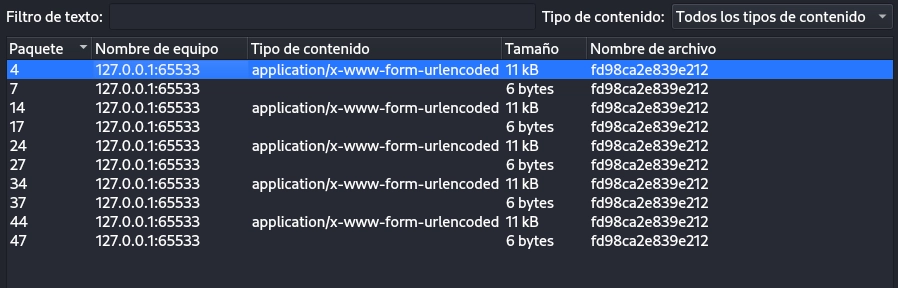 Filtro de texto: Tipo de contenido: Todos los tipos de contenido
Paquete Nombre de equipo Tipo de contenido Tamaño Nombre de archivo
4 127.0.0.1:65533 application/x-www-form-urlencoded 11 kB fd98ca2e839e212
7 127.0.0.1:65533 6 bytes fd98ca2e839e212
14 127.0.0.1:65533 application/x-www-form-urlencoded 11 kB fd98ca2e839e212
17 127.0.0.1:65533 6 bytes fd98ca2e839e212
24 127.0.0.1:65533 application/x-www-form-urlencoded 11 kB fd98ca2e839e212
27 127.0.0.1:65533 6 bytes fd98ca2e839e212
34 127.0.0.1:65533 application/x-www-form-urlencoded 11 kB fd98ca2e839e212
37 127.0.0.1:65533 6 bytes fd98ca2e839e212
44 127.0.0.1:65533 application/x-www-form-urlencoded 11 kB fd98ca2e839e212
47 127.0.0.1:65533 6 bytes fd98ca2e839e212